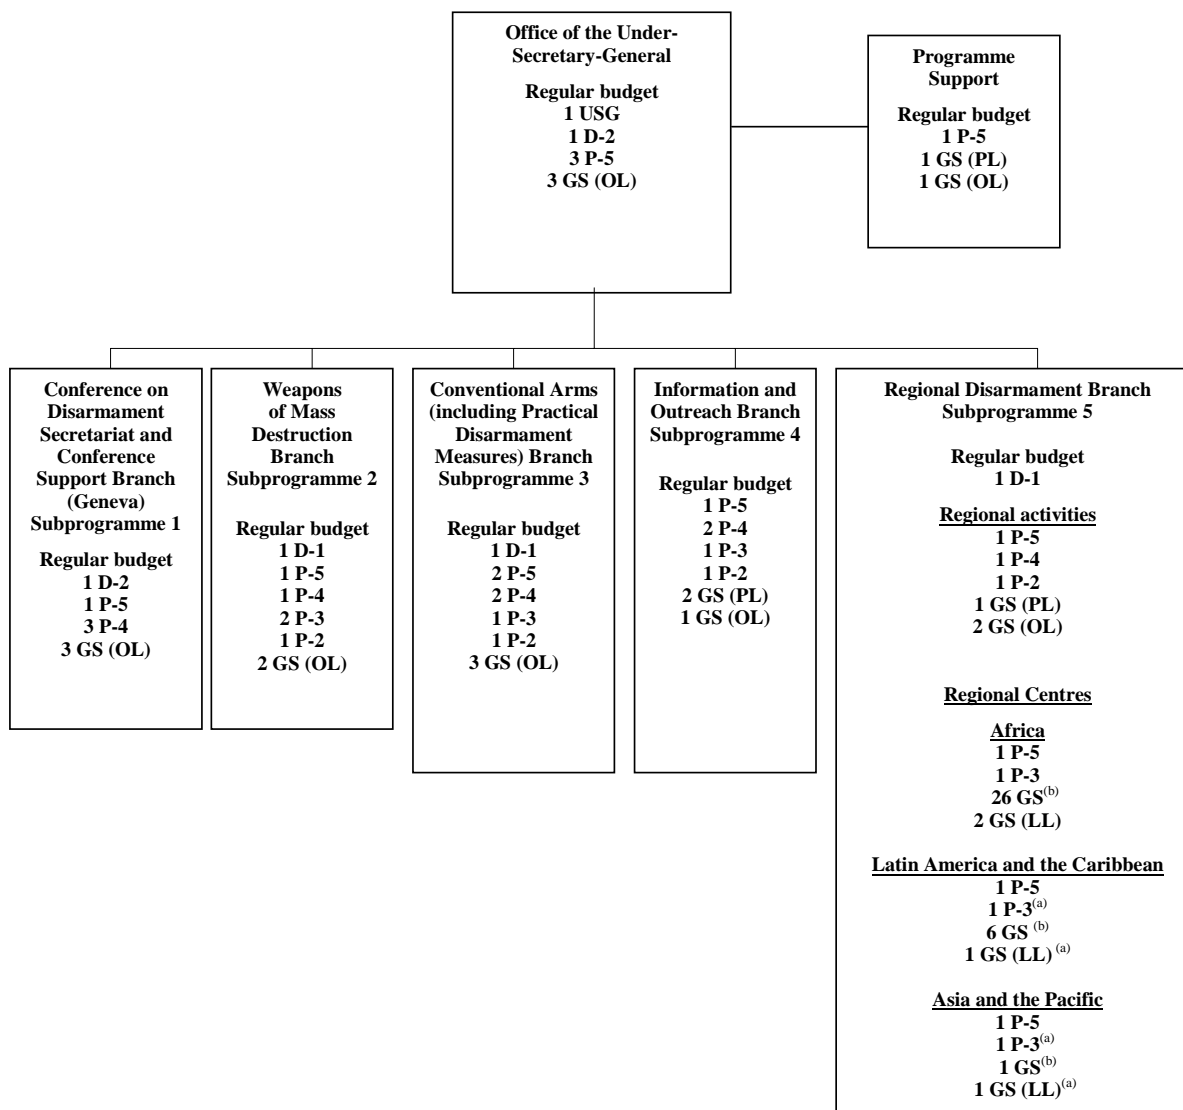 Office of the Under-
Secretary-General
Regular budget
1 USG
1 D-2
3 P-5
3 GS (OL)
Programme
Support
Regular budget
1 P-5
1 GS (PL)
1 GS (OL)
Conference on
Disarmament
Secretariat and
Conference
Support Branch
(Geneva)
Subprogramme 1
Regular budget
1 D-2
1 P-5
3 P-4
3 GS (OL)
Weapons
of Mass
Destruction
Branch
Subprogramme 2
Regular budget
1 D-1
1 P-5
1 P-4
2 P-3
1 P-2
2 GS (OL)
Conventional Arms
(including Practical
Disarmament
Measures) Branch
Subprogramme 3
Regular budget
1 D-1
2 P-5
2 P-4
1 P-3
1 P-2
3 GS (OL)
Information and
Outreach Branch
Subprogramme 4
Regular budget
1 P-5
2 P-4
1 P-3
1 P-2
2 GS (PL)
1 GS (OL)
Regional Disarmament Branch
Subprogramme 5
Regular budget
1 D-1
Regional activities
1 P-5
1 P-4
1 P-2
1 GS (PL)
2 GS (OL)
Regional Centres
Africa
1 P-5
1 P-3
26 GS(b)
2 GS (LL)
Latin America and the Caribbean
1 P-5
1 P-3(a)
6 GS (b)
1 GS (LL) (a)
Asia and the Pacific
1 P-5
1 P-3(a)
1 GS(b)
1 GS (LL)(a)